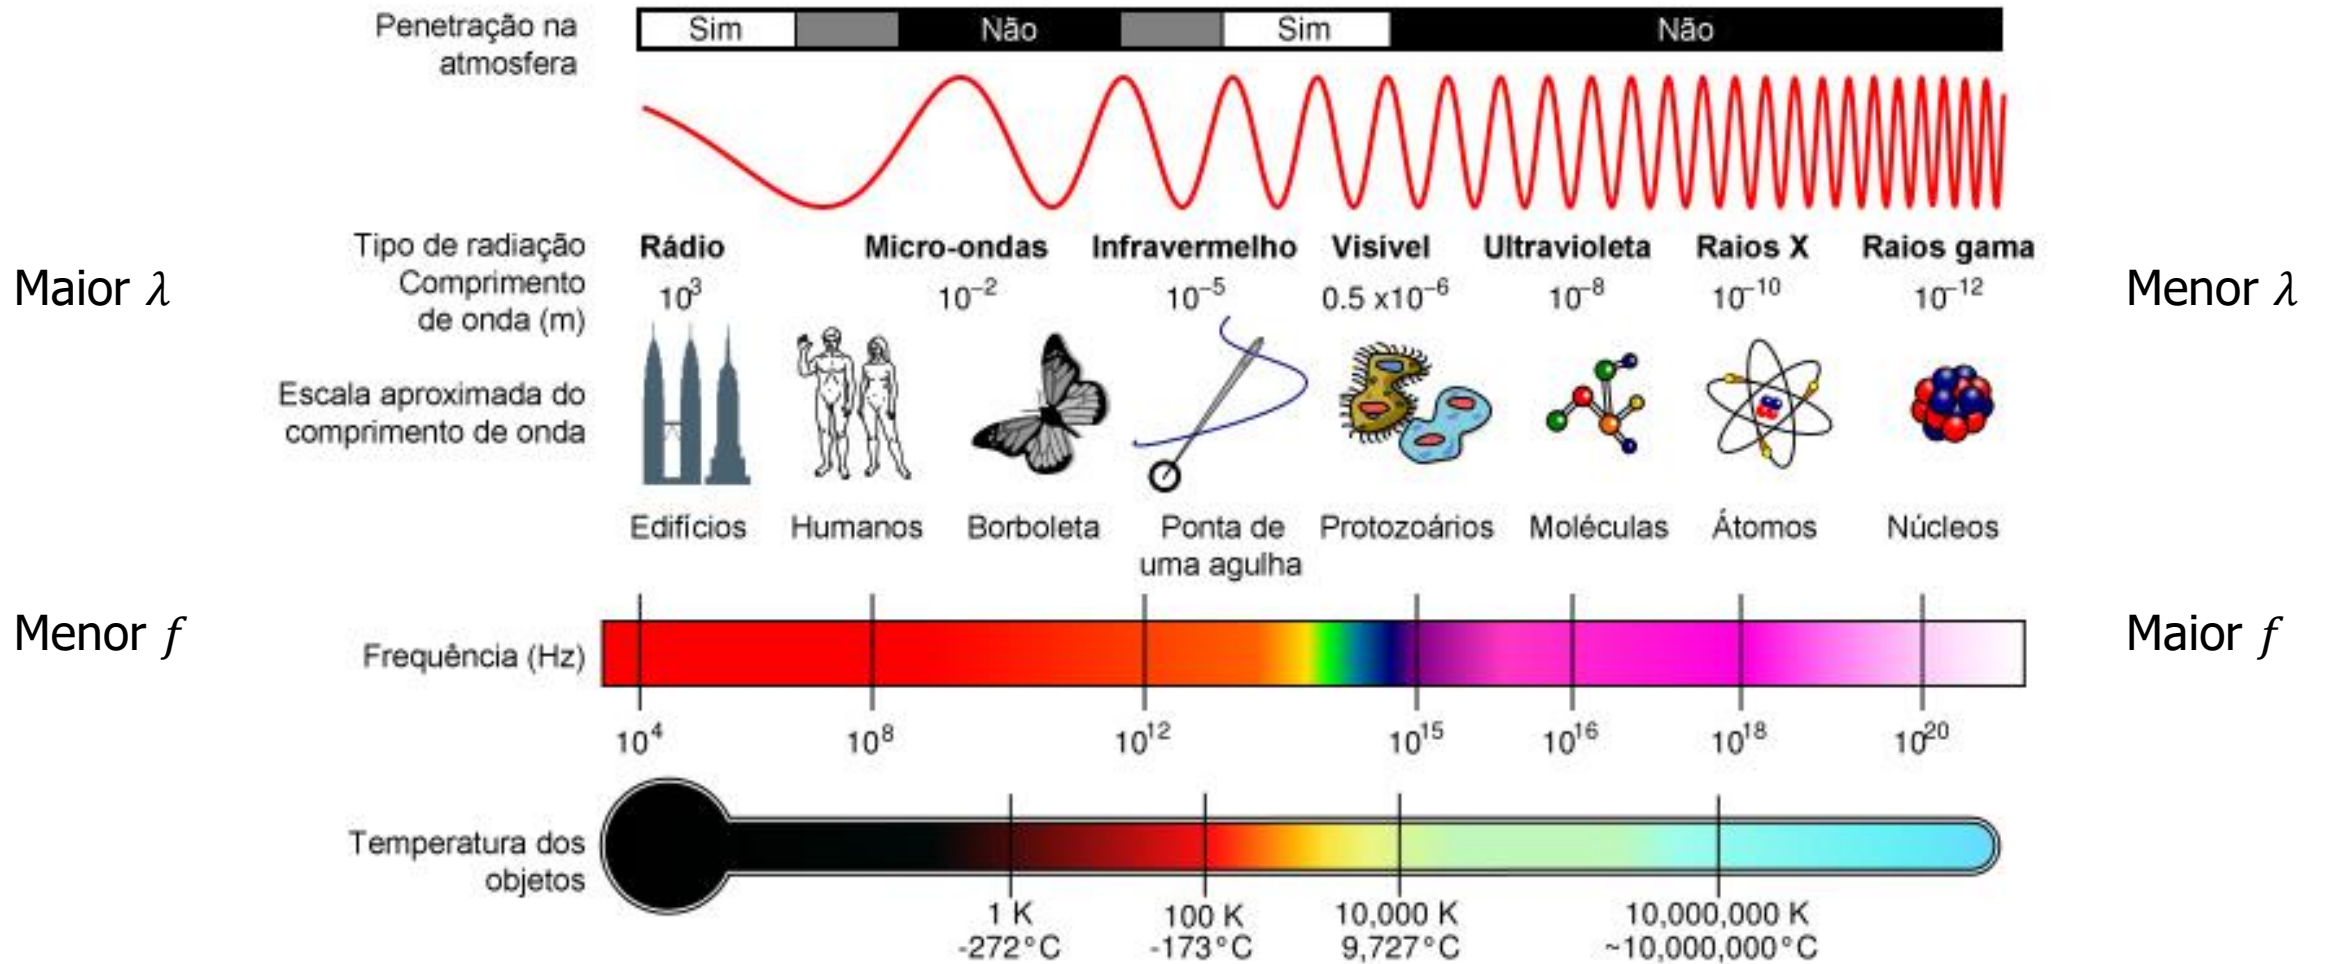 Penetração na
atmosfera
Sim
Não
Sim
Não
Tipo de radiação
Rádio
Micro-ondas
Infravermelho
Visível
Ultravioleta
Raios X
Raios gama
Maior λ
Comprimento
de onda (m)
10³
10⁻²
10⁻⁵
0.5 x10⁻⁶
10⁻⁸
10⁻¹⁰
10⁻¹²
Menor λ
Escala aproximada do
comprimento de onda
Edifícios
Humanos
Borboleta
Ponta de
uma agulha
Protozoários
Moléculas
Átomos
Núcleos
Menor f
Frequência (Hz)
Maior f
10⁴
10⁸
10¹²
10¹⁵
10¹⁶
10¹⁸
10²⁰
Temperatura dos
objetos
1 K
-272°C
100 K
-173°C
10,000 K
9,727°C
10,000,000 K
~10,000,000°C